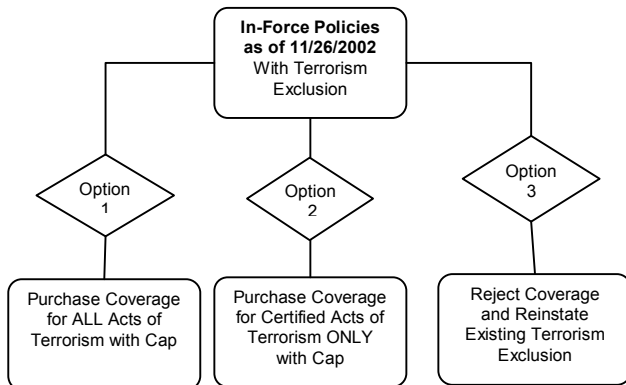 In-Force Policies
as of 11/26/2002
With Terrorism
Exclusion
Option
1
Option
2
Option
3
Purchase Coverage
for ALL Acts of
Terrorism with Cap
Purchase Coverage
for Certified Acts of
Terrorism ONLY
with Cap
Reject Coverage
and Reinstate
Existing Terrorism
Exclusion